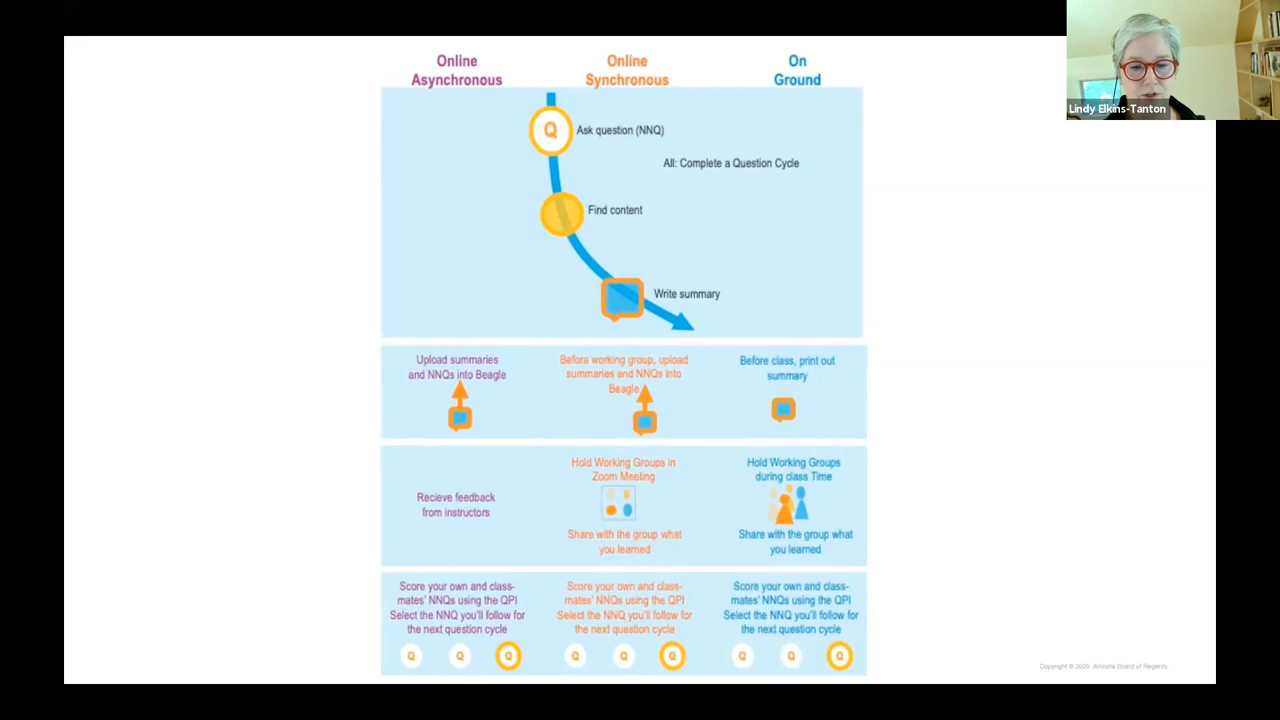 Online
Asynchronous
Online
Synchronous
On
Ground
Lindy Elkins-Tanton
Q
Ask question (NNQ)
All: Complete a Question Cycle
Find content
Write summary
Upload summaries
and NNQs into Beagle
Before working group, upload
summaries and NNQs into
Beagle
Before class, print out
summary
Recieve feedback
from instructors
Hold Working Groups in
Zoom Meeting
Share with the group what
you learned
Hold Working Groups
during class Time
Share with the group what
you learned
Score your own and class-
mates' NNQs using the QPI
Select the NNQ you'll follow for
the next question cycle
Q Q Q
Score your own and class-
mates' NNQs using the QPI
Select the NNQ you'll follow for
the next question cycle
Q Q Q
Score your own and class-
mates' NNQs using the QPI
Select the NNQ you'll follow for
the next question cycle
Q Q Q
Copyright © 2020 Arizona Board of Regents.